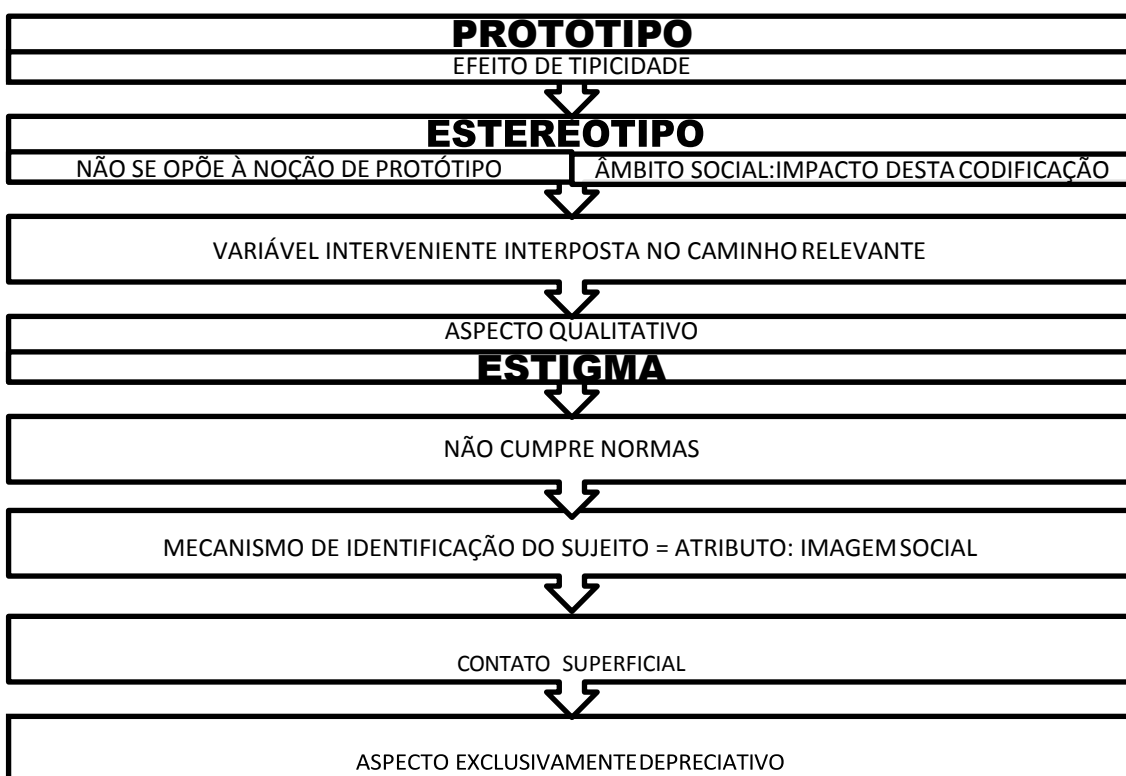 PROTÓTIPO
EFEITO DE TIPICIDADE
ESTEREÓTIPO
NÃO SE OPÕE À NOÇÃO DE PROTÓTIPO
ÂMBITO SOCIAL:IMPACTO DESTA CODIFICAÇÃO
VARIÁVEL INTERVENIENTE INTERPOSTA NO CAMINHO RELEVANTE
ASPECTO QUALITATIVO
ESTIGMA
NÃO CUMPRE NORMAS
MECANISMO DE IDENTIFICAÇÃO DO SUJEITO = ATRIBUTO: IMAGEM SOCIAL
CONTATO SUPERFICIAL
ASPECTO EXCLUSIVAMENTE DEPRECIATIVO